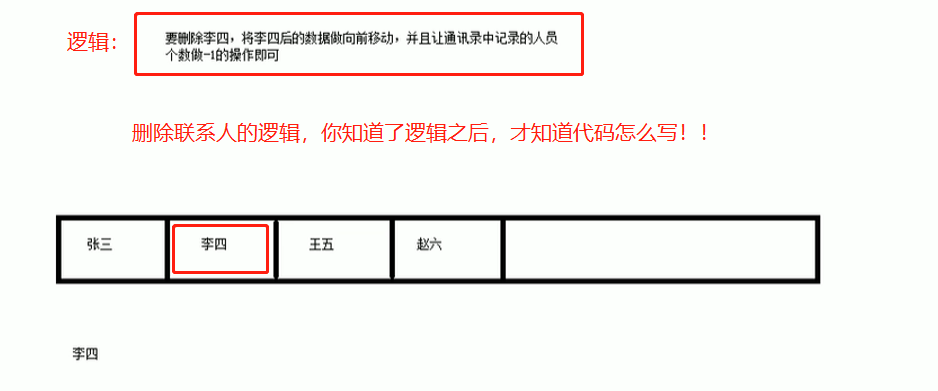 逻辑:
要删除李四，将李四后的数据做向前移动，并且让通讯录中记录的人员
个数做-1的操作即可
删除联系人的逻辑，你知道了逻辑之后，才知道代码怎么写！！
张三 李四 王五 赵六
李四